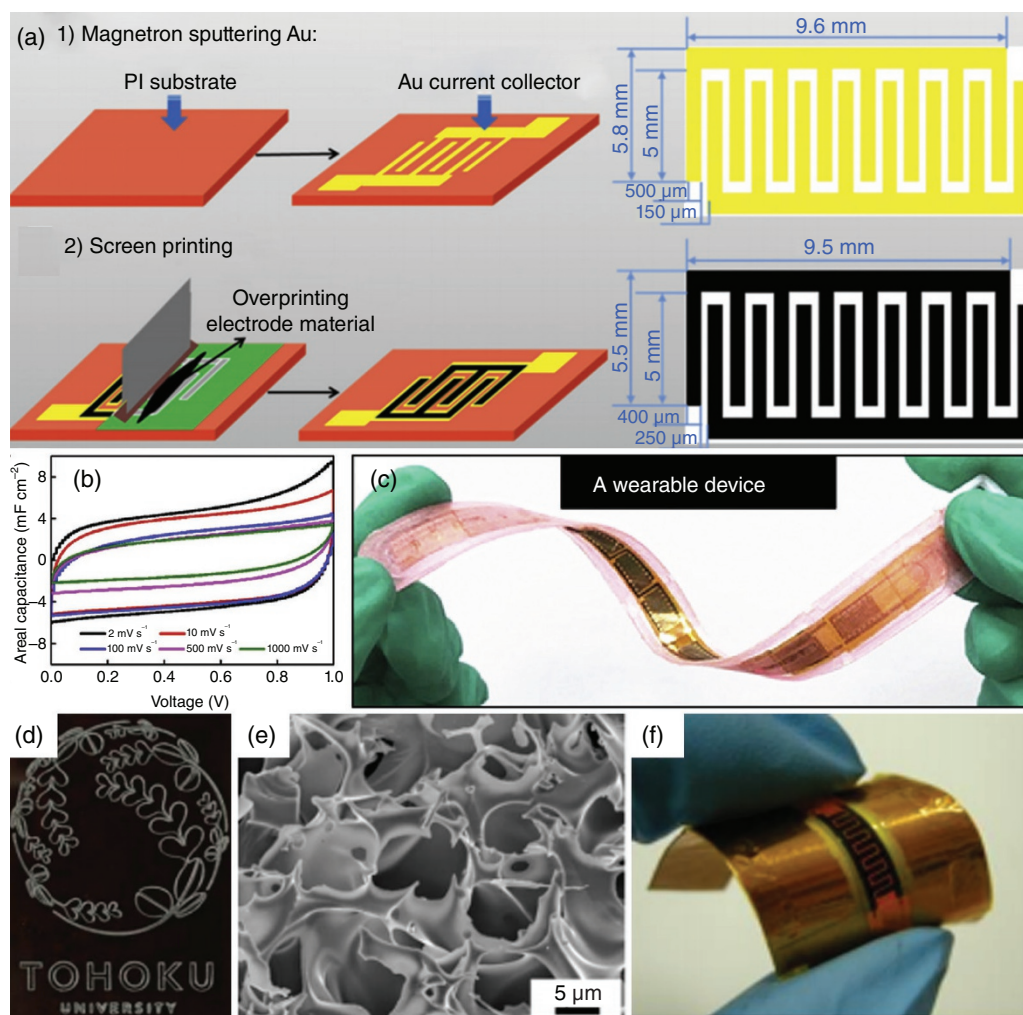 (a) 1) Magnetron sputtering Au:
PI substrate
Au current collector
9.6 mm
5.8 mm
5 mm
500 µm
150 µm
2) Screen printing
Overprinting
electrode material
9.5 mm
5.5 mm
5 mm
400 µm
250 µm
(b)
Areal capacitance (mF cm⁻²)
8
4
0
−4
−8
2 mV s⁻¹ 10 mV s⁻¹
100 mV s⁻¹ 500 mV s⁻¹ 1000 mV s⁻¹
0.0 0.2 0.4 0.6 0.8 1.0
Voltage (V)
(c)
A wearable device
(d)
TOHOKU
UNIVERSITY
(e)
5 µm
(f)